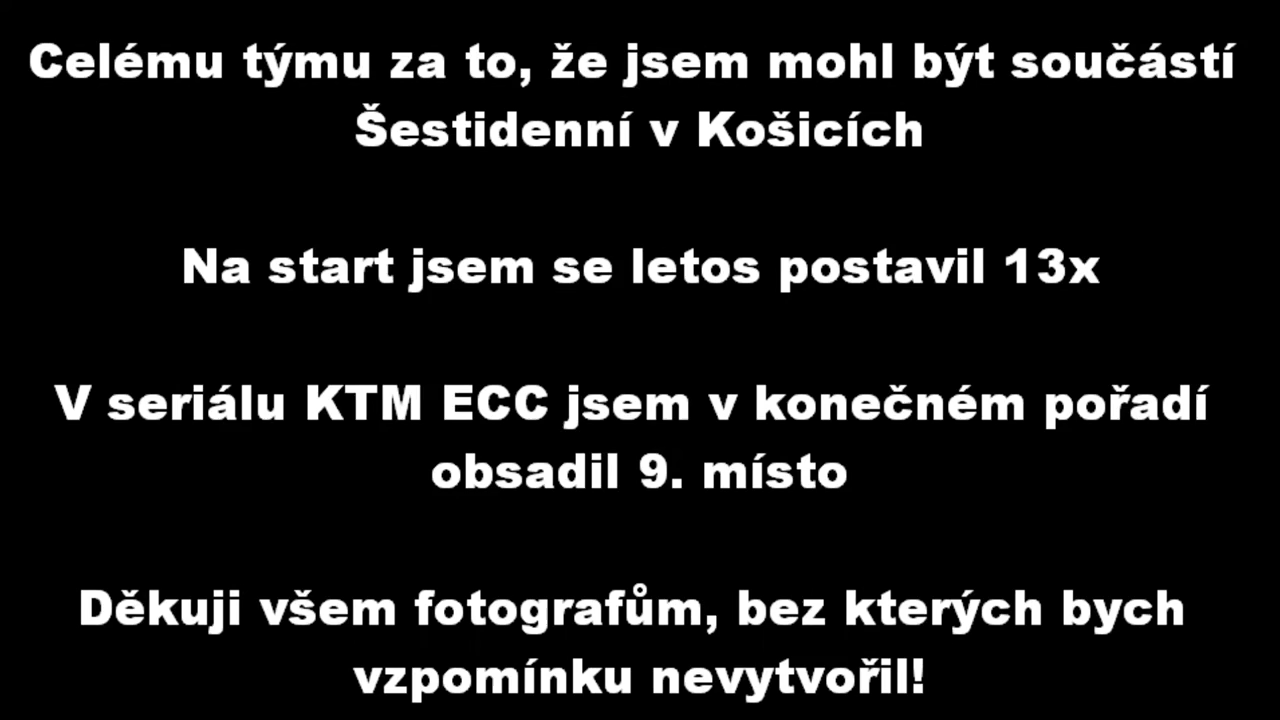 Celému týmu za to, že jsem mohl být součástí
Šestidenní v Košicích
Na start jsem se letos postavil 13x
V seriálu KTM ECC jsem v konečném pořadí
obsadil 9. místo
Děkuji všem fotografům, bez kterých bych
vzpomínku nevytvořil!